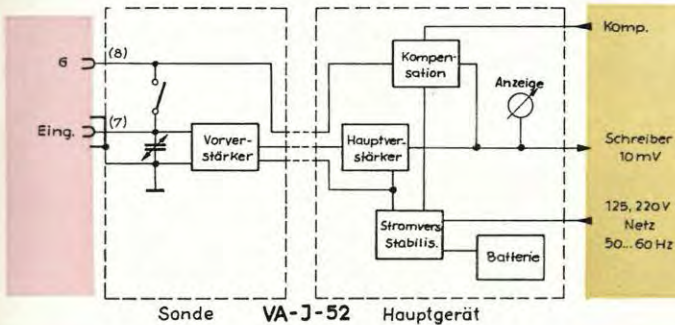 6
(8)
Eing.
(7)
Vorver-
stärker
Hauptver-
stärker
Kompen-
sation
Anzeige
Stromvers.
Stabilis.
Batterie
Komp.
Schreiber
10 mV
125, 220 V
Netz
50...60 Hz
Sonde
VA-J-52
Hauptgerät